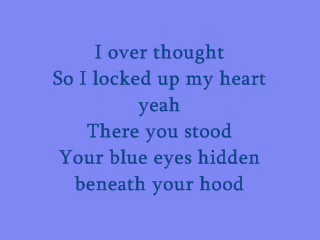 I over thought
So I locked up my heart
yeah
There you stood
Your blue eyes hidden
beneath your hood